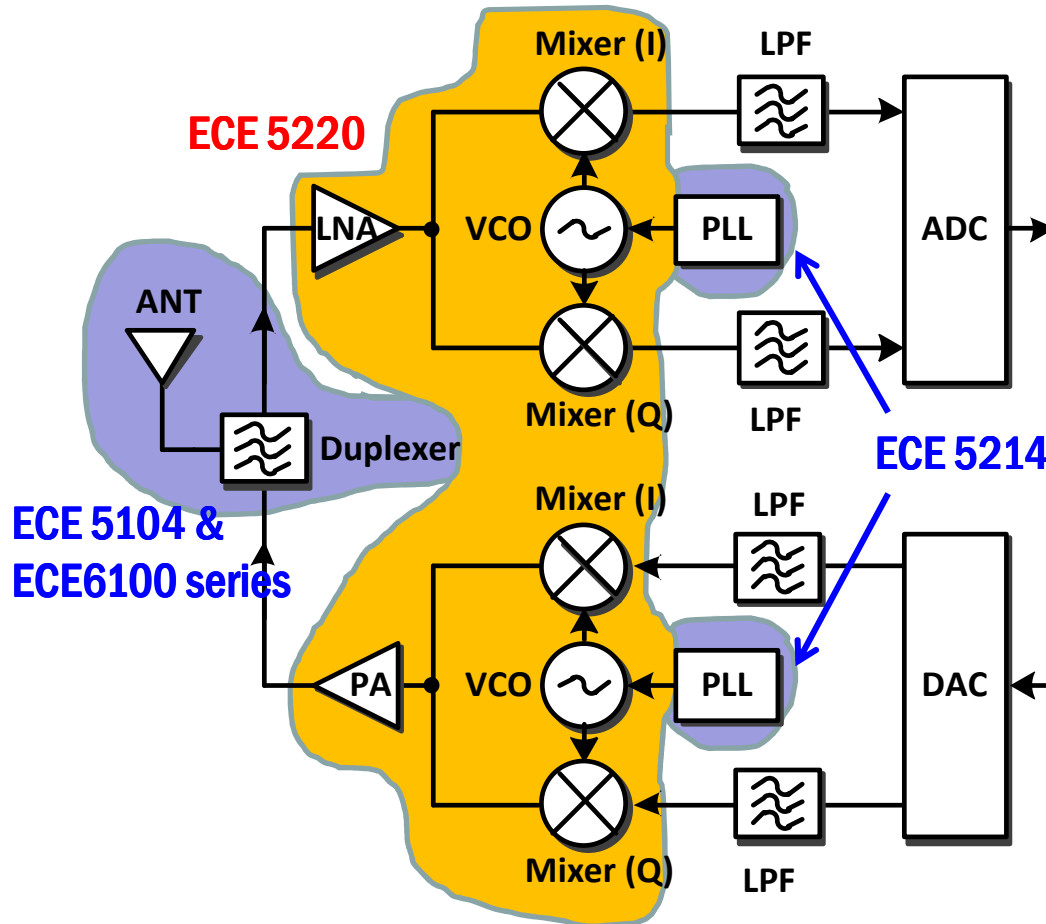 Mixer (I)
LPF
ECE 5220
LNA
VCO
PLL
ADC
ANT
Mixer (Q)
LPF
Duplexer
ECE 5214
ECE 5104 &
ECE6100 series
Mixer (I)
LPF
PA
VCO
PLL
DAC
Mixer (Q)
LPF